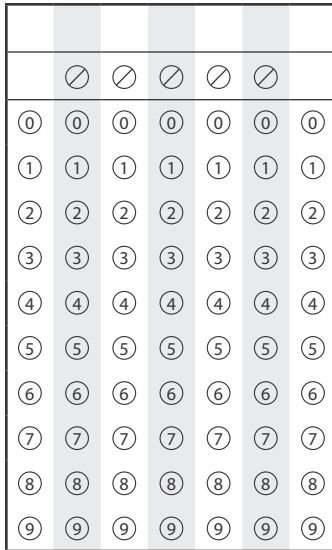 ⊘ ⊘ ⊘ ⊘ ⊘
0 0 0 0 0 0 0
1 1 1 1 1 1 1
2 2 2 2 2 2 2
3 3 3 3 3 3 3
4 4 4 4 4 4 4
5 5 5 5 5 5 5
6 6 6 6 6 6 6
7 7 7 7 7 7 7
8 8 8 8 8 8 8
9 9 9 9 9 9 9